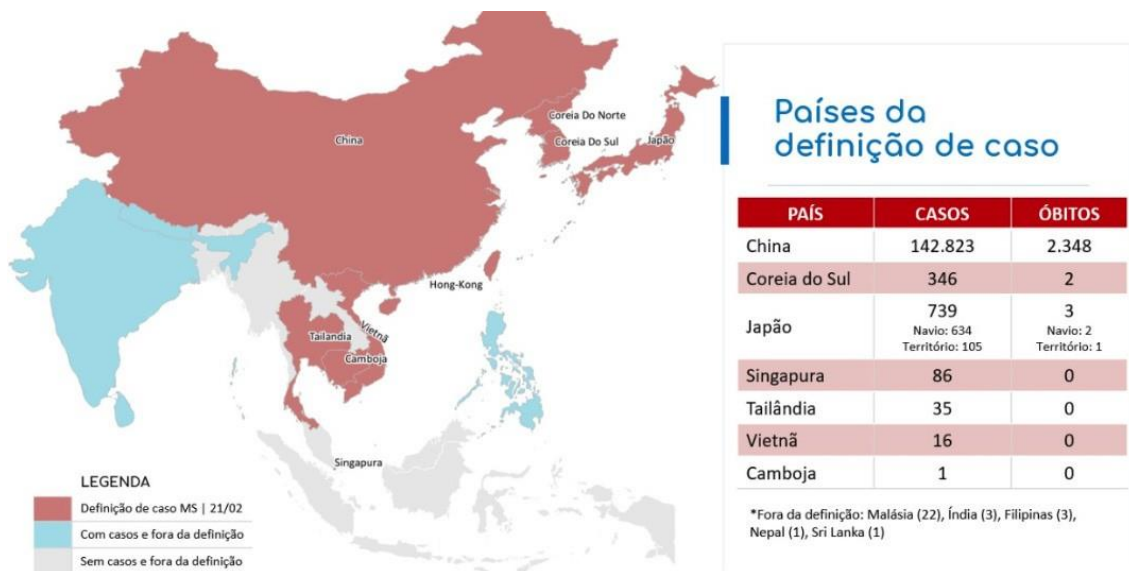 China
Coreia Do Norte
Coreia Do Sul
Japão
Hong-Kong
Vietnã
Tailandia
Camboja
Singapura
LEGENDA
Definição de caso MS | 21/02
Com casos e fora da definição
Sem casos e fora da definição
Países da
definição de caso
PAÍS CASOS ÓBITOS
China 142.823 2.348
Coreia do Sul 346 2
Japão 739 3
Navio: 634 Navio: 2
Território: 105 Território: 1
Singapura 86 0
Tailândia 35 0
Vietnã 16 0
Camboja 1 0
*Fora da definição: Malásia (22), Índia (3), Filipinas (3),
Nepal (1), Sri Lanka (1)